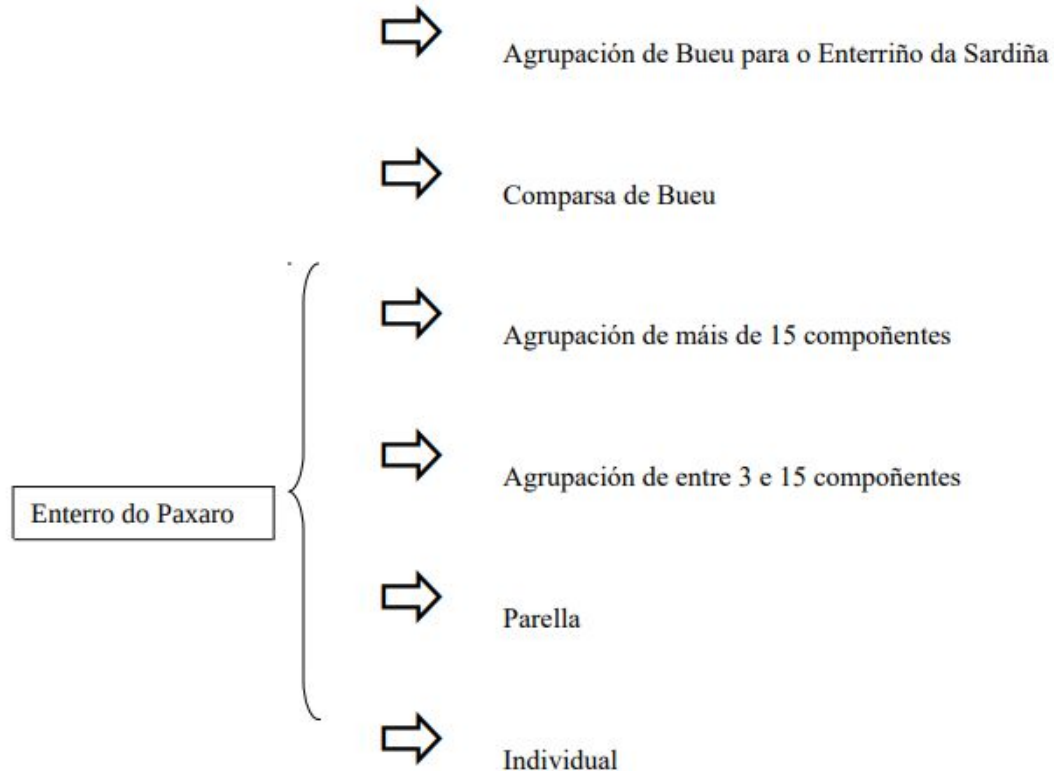 Agrupación de Bueu para o Enterriño da Sardiña
Comparsa de Bueu
Agrupación de máis de 15 compoñentes
Agrupación de entre 3 e 15 compoñentes
Enterro do Paxaro
Parella
Individual